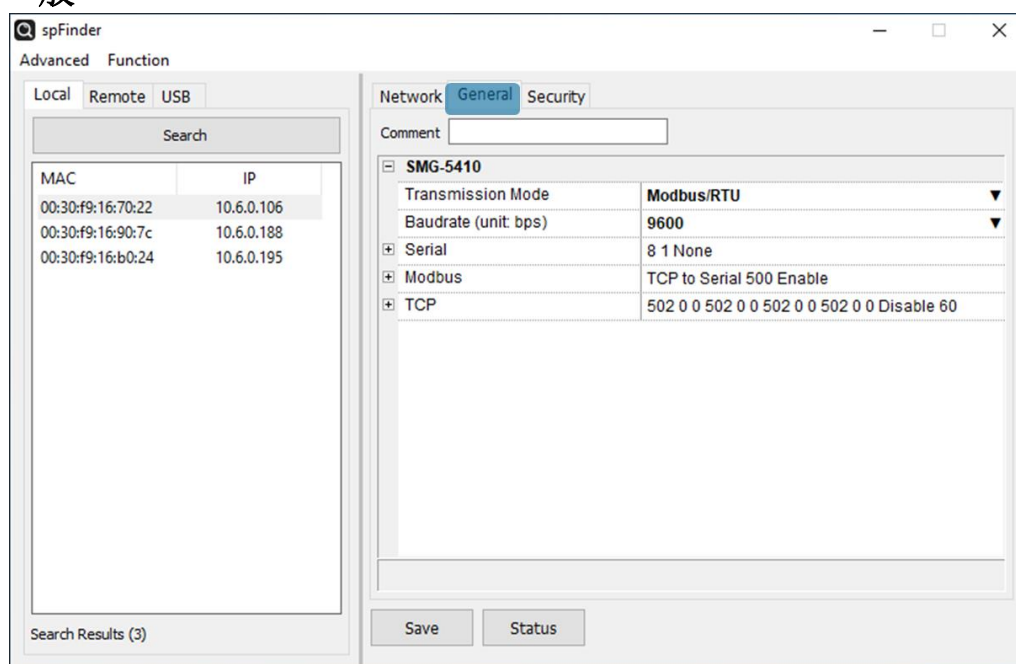 spFinder
Advanced Function
Local Remote USB
Search
MAC IP
00:30:f9:16:70:22 10.6.0.106
00:30:f9:16:90:7c 10.6.0.188
00:30:f9:16:b0:24 10.6.0.195
Search Results (3)
Network General Security
Comment
SMG-5410
Transmission Mode Modbus/RTU
Baudrate (unit: bps) 9600
Serial 8 1 None
Modbus TCP to Serial 500 Enable
TCP 502 0 0 502 0 0 502 0 0 502 0 0 Disable 60
Save Status